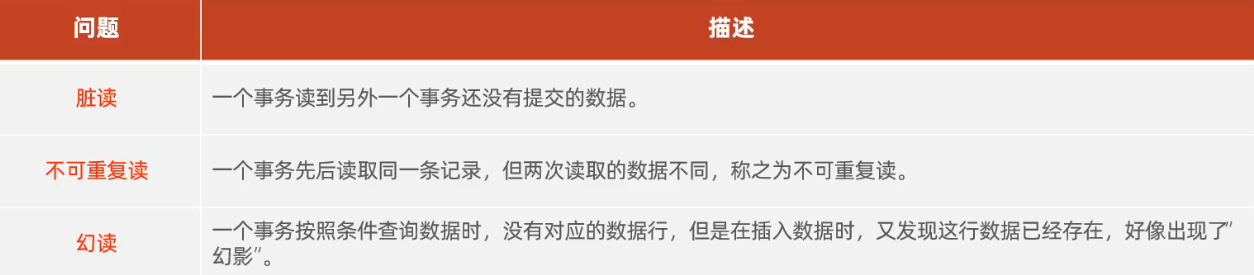 问题
描述
脏读
一个事务读到另外一个事务还没有提交的数据。
不可重复读
一个事务先后读取同一条记录，但两次读取的数据不同，称之为不可重复读。
幻读
一个事务按照条件查询数据时，没有对应的数据行，但是在插入数据时，又发现这行数据已经存在，好像出现了”
幻影”。